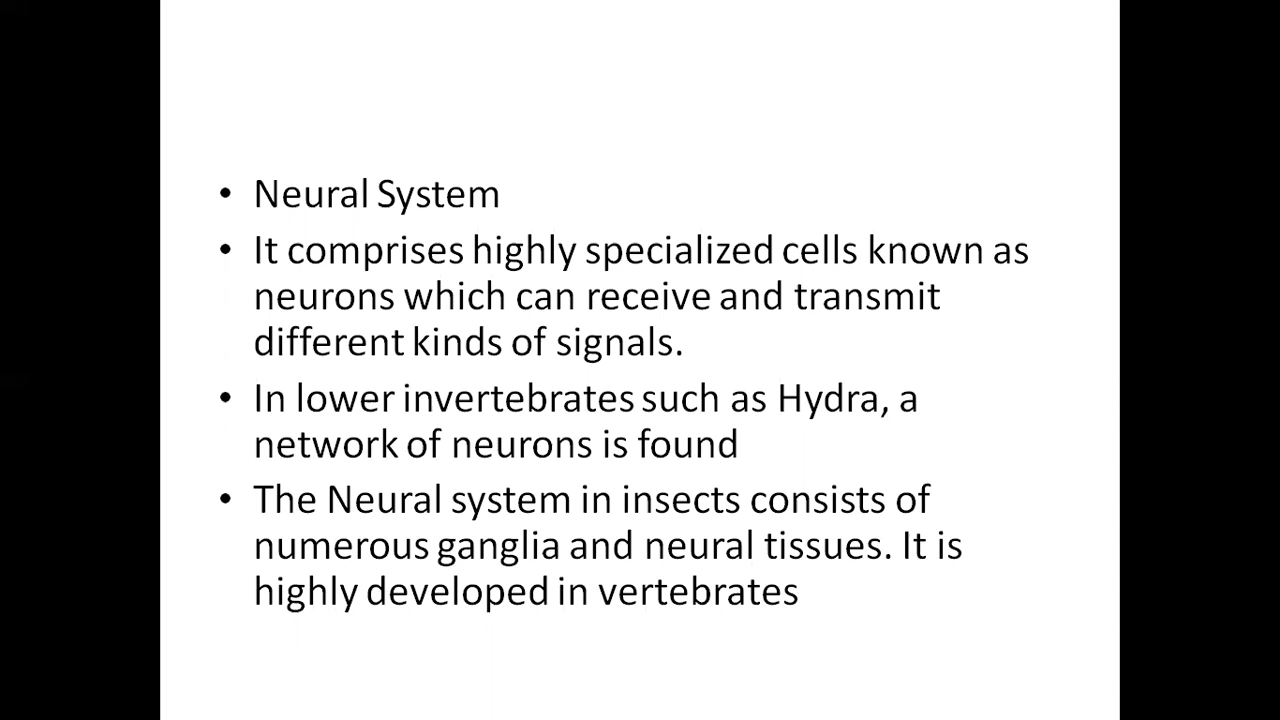 • Neural System
• It comprises highly specialized cells known as
neurons which can receive and transmit
different kinds of signals.
• In lower invertebrates such as Hydra, a
network of neurons is found
• The Neural system in insects consists of
numerous ganglia and neural tissues. It is
highly developed in vertebrates